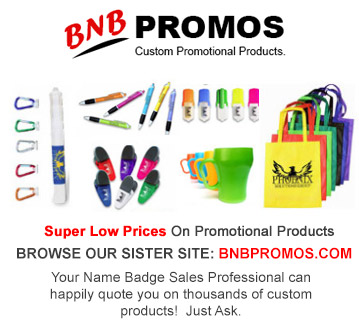 BNB PROMOS
Custom Promotional Products.
PHOENIX
Super Low Prices On Promotional Products
BROWSE OUR SISTER SITE: BNBPROMOS.COM
Your Name Badge Sales Professional can
happily quote you on thousands of custom
products!  Just Ask.